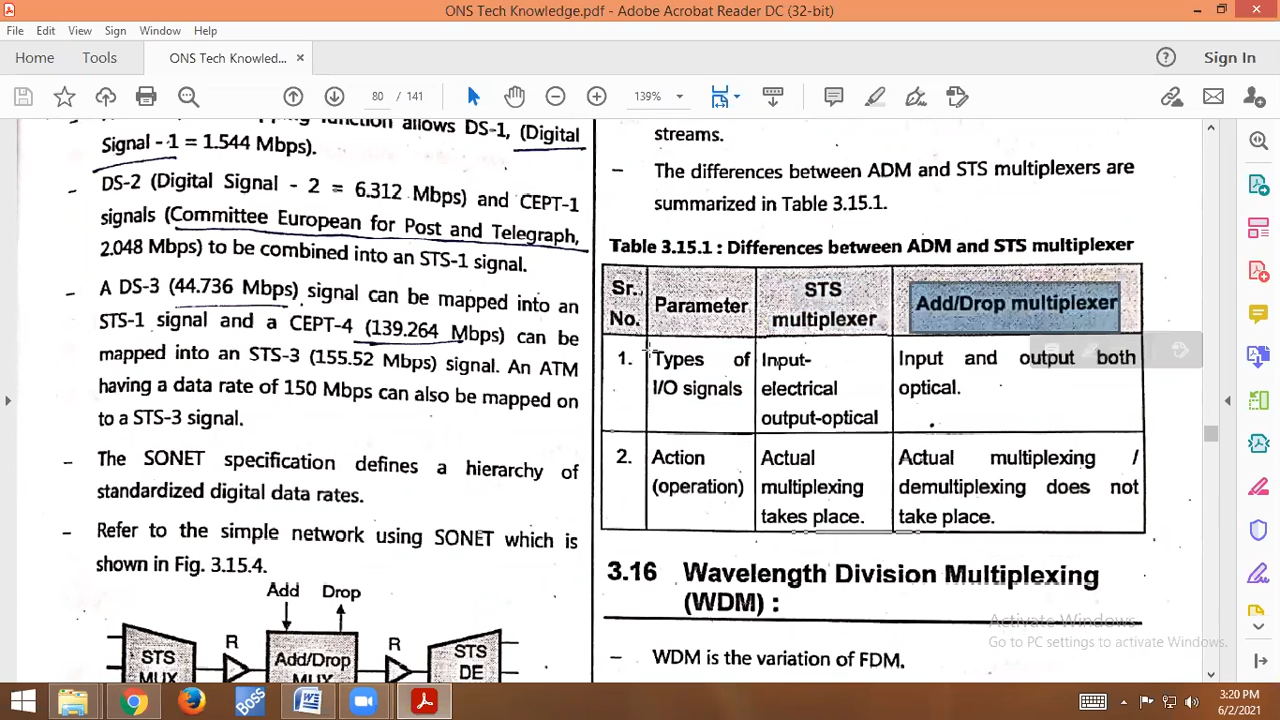 ONS Tech Knowledge.pdf - Adobe Acrobat Reader DC (32-bit)
File Edit View Sign Window Help
Home Tools ONS Tech Knowled... ×
80 / 141 139%
Sign In
function allows DS-1, (Digital
Signal - 1 = 1.544 Mbps).
- DS-2 (Digital Signal - 2 = 6.312 Mbps) and CEPT-1
signals (Committee European for Post and Telegraph,
2.048 Mbps) to be combined into an STS-1 signal.
- A DS-3 (44.736 Mbps) signal can be mapped into an
STS-1 signal and a CEPT-4 (139.264 Mbps) can be
mapped into an STS-3 (155.52 Mbps) signal. An ATM
having a data rate of 150 Mbps can also be mapped on
to a STS-3 signal.
- The SONET specification defines a hierarchy of
standardized digital data rates.
- Refer to the simple network using SONET which is
shown in Fig. 3.15.4.
Add Drop
R R
STS
MUX
Add/Drop
MUX
STS
DE
streams.
- The differences between ADM and STS multiplexers are
summarized in Table 3.15.1.
Table 3.15.1 : Differences between ADM and STS multiplexer
Sr. No. Parameter STS multiplexer Add/Drop multiplexer
1. Types of I/O signals Input-electrical output-optical Input and output both optical.
2. Action (operation) Actual multiplexing takes place. Actual multiplexing / demultiplexing does not take place.
3.16 Wavelength Division Multiplexing
(WDM) :
- WDM is the variation of FDM.
Activate Windows
Go to PC settings to activate Windows.
BOSS
3:20 PM
6/2/2021